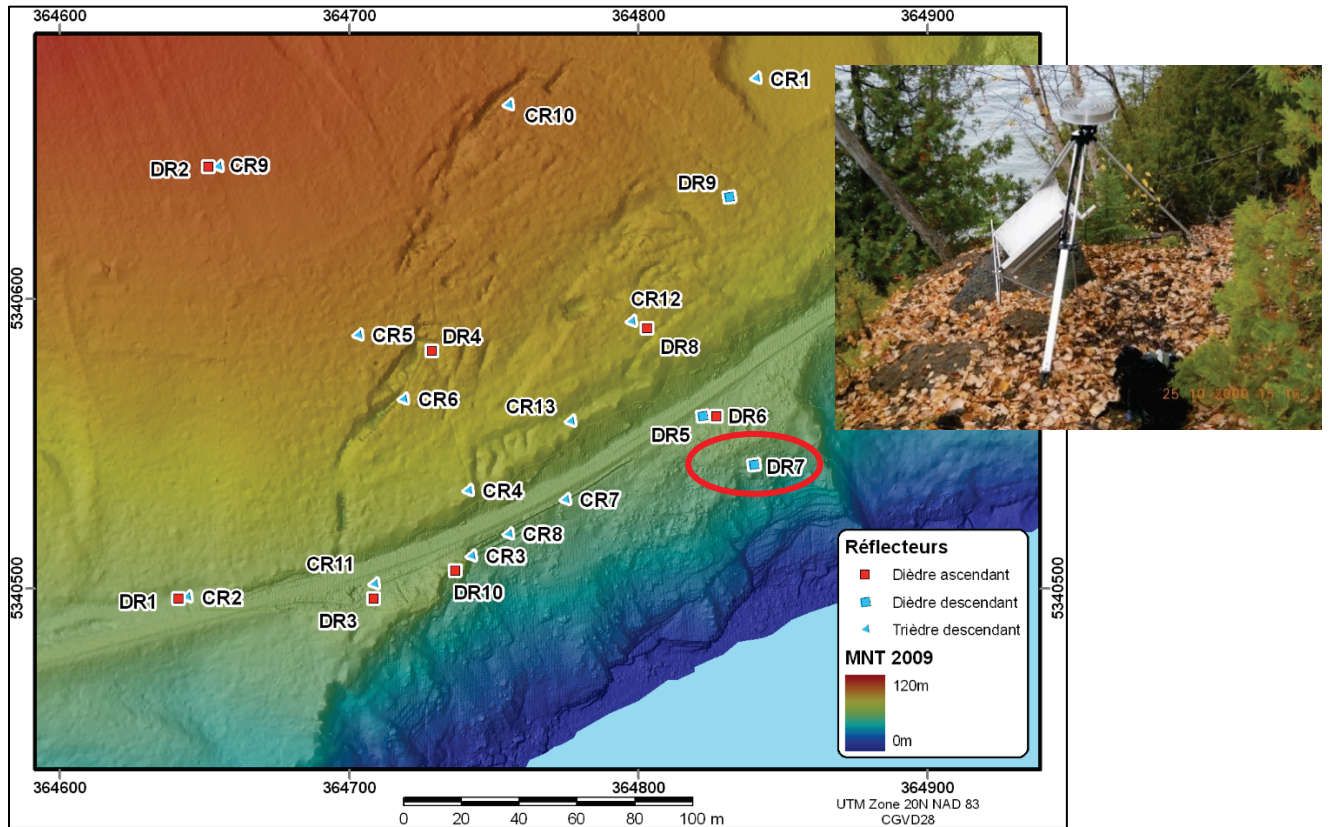 364600
364700
364800
364900
CR1
CR10
DR2
CR9
DR9
5340600
CR12
CR5
DR4
DR8
CR6
CR13
DR6
DR5
DR7
CR4
CR7
CR8
CR3
CR11
DR10
DR1
CR2
DR3
5340500
5340500
Réflecteurs
Dièdre ascendant
Dièdre descendant
Trièdre descendant
MNT 2009
120m
0m
364600
364700
364800
364900
0 20 40 60 80 100 m
UTM Zone 20N NAD 83
CGVD28